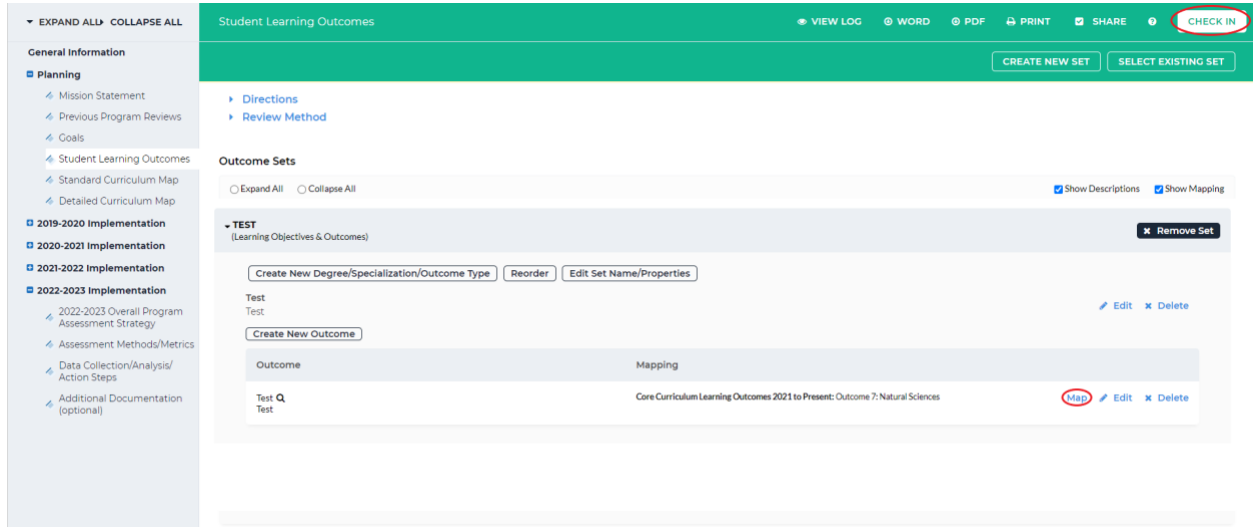 EXPAND ALL COLLAPSE ALL
General Information
Planning
Mission Statement
Previous Program Reviews
Goals
Student Learning Outcomes
Standard Curriculum Map
Detailed Curriculum Map
2019-2020 Implementation
2020-2021 Implementation
2021-2022 Implementation
2022-2023 Implementation
2022-2023 Overall Program
Assessment Strategy
Assessment Methods/Metrics
Data Collection/Analysis/
Action Steps
Additional Documentation
(optional)
Student Learning Outcomes VIEW LOG WORD PDF PRINT SHARE ? CHECK IN
CREATE NEW SET SELECT EXISTING SET
Directions
Review Method
Outcome Sets
Expand All Collapse All Show Descriptions Show Mapping
TEST
(Learning Objectives & Outcomes)
Remove Set
Create New Degree/Specialization/Outcome Type Reorder Edit Set Name/Properties
Test
Test
Edit Delete
Create New Outcome
Outcome Mapping
Test Core Curriculum Learning Outcomes 2021 to Present: Outcome 7: Natural Sciences Map Edit Delete
Test